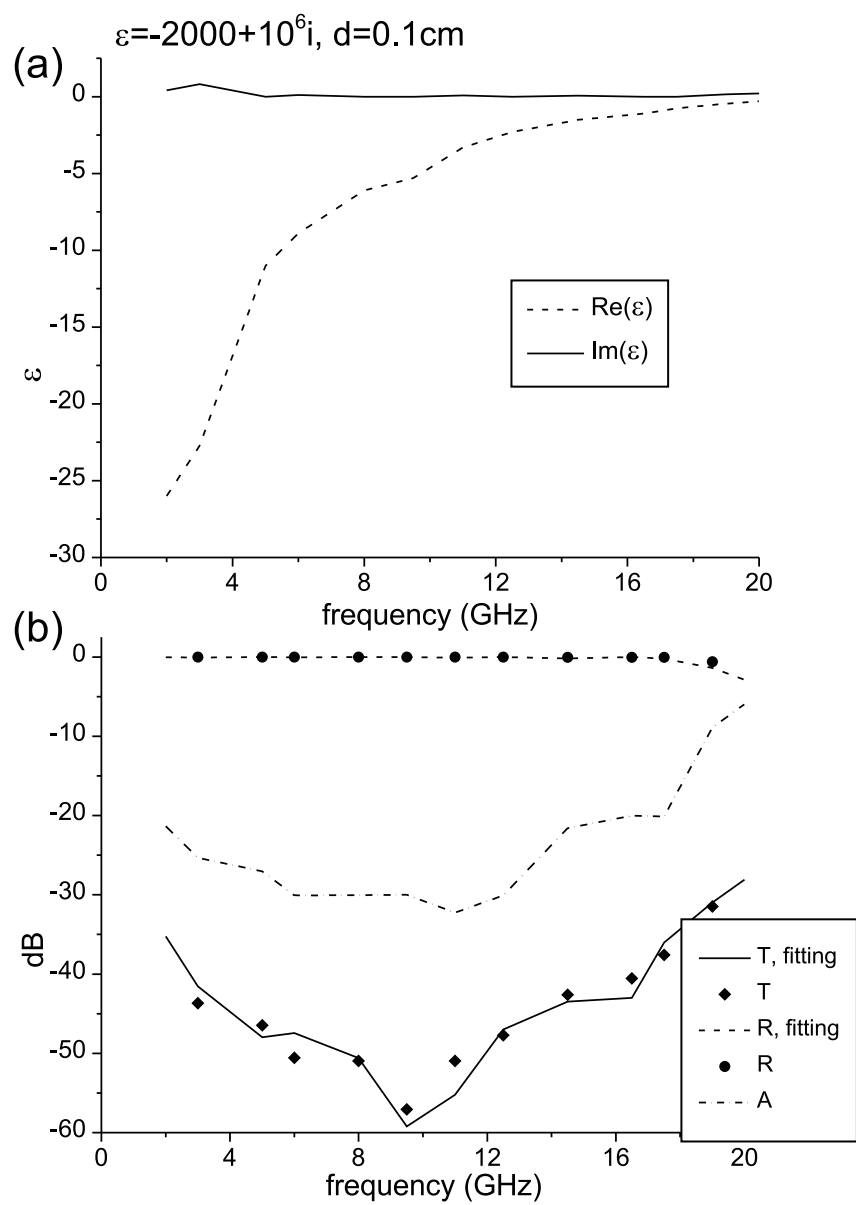 ε=-2000+10⁶i, d=0.1cm
(a)
0
-5
-10
-15
-20
-25
-30
ε
Re(ε)
Im(ε)
0 4 8 12 16 20
frequency (GHz)
(b)
0
-10
-20
-30
-40
-50
-60
dB
T, fitting
T
R, fitting
R
A
0 4 8 12 16 20
frequency (GHz)